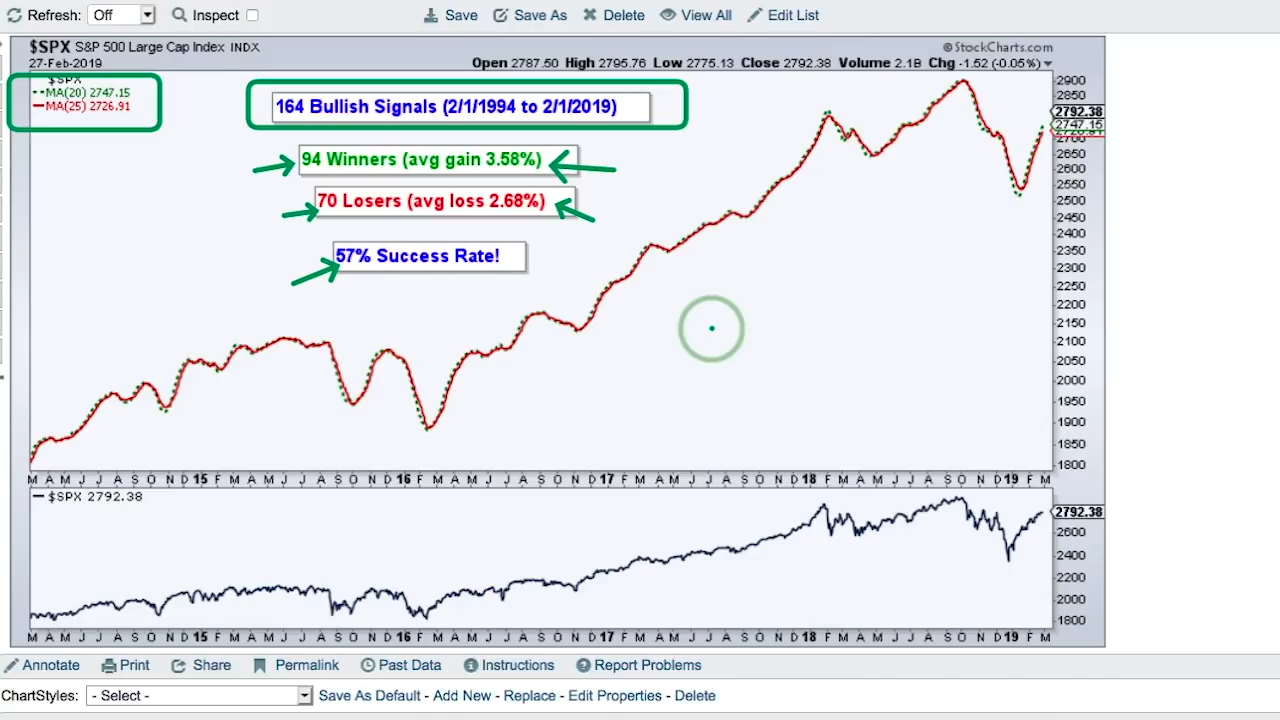 Refresh: Off Inspect Save Save As Delete View All Edit List
$SPX S&P 500 Large Cap Index INDX © StockCharts.com
27-Feb-2019 Open 2787.50 High 2795.76 Low 2775.13 Close 2792.38 Volume 2.1B Chg -1.52 (-0.05%)
$SPX
MA(20) 2747.15
MA(25) 2726.91
164 Bullish Signals (2/1/1994 to 2/1/2019)
94 Winners (avg gain 3.58%)
70 Losers (avg loss 2.68%)
57% Success Rate!
2900
2850
2792.38
2747.15
2700
2650
2600
2550
2500
2450
2400
2350
2300
2250
2200
2150
2100
2050
2000
1950
1900
1850
1800
M A M J J A S O N D 15 F M A M J J A S O N D 16 F M A M J J A S O N D 17 F M A M J J A S O N D 18 F M A M J J A S O N D 19 F M
$SPX 2792.38
2792.38
2600
2400
2200
2000
1800
M A M J J A S O N D 15 F M A M J J A S O N D 16 F M A M J J A S O N D 17 F M A M J J A S O N D 18 F M A M J J A S O N D 19 F M
Annotate Print Share Permalink Past Data Instructions Report Problems
ChartStyles: - Select - Save As Default - Add New - Replace - Edit Properties - Delete